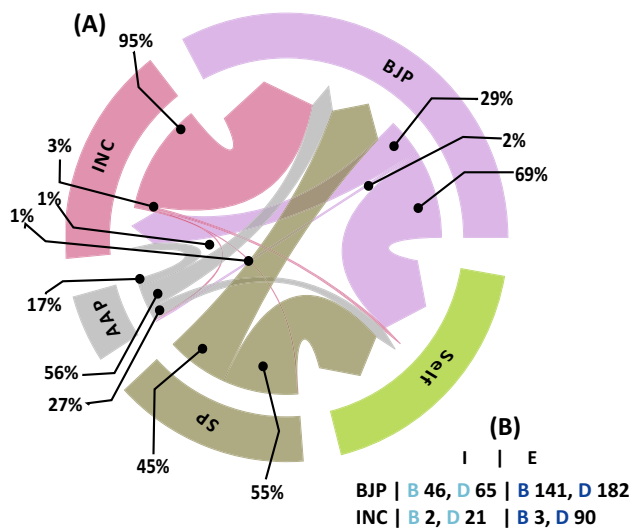 (A)
95%
BJP
29%
2%
69%
INC
3%
1%
1%
17%
AAP
56%
27%
SP
45%
55%
Self
(B)
I | E
BJP | B 46, D 65 | B 141, D 182
INC | B 2, D 21 | B 3, D 90